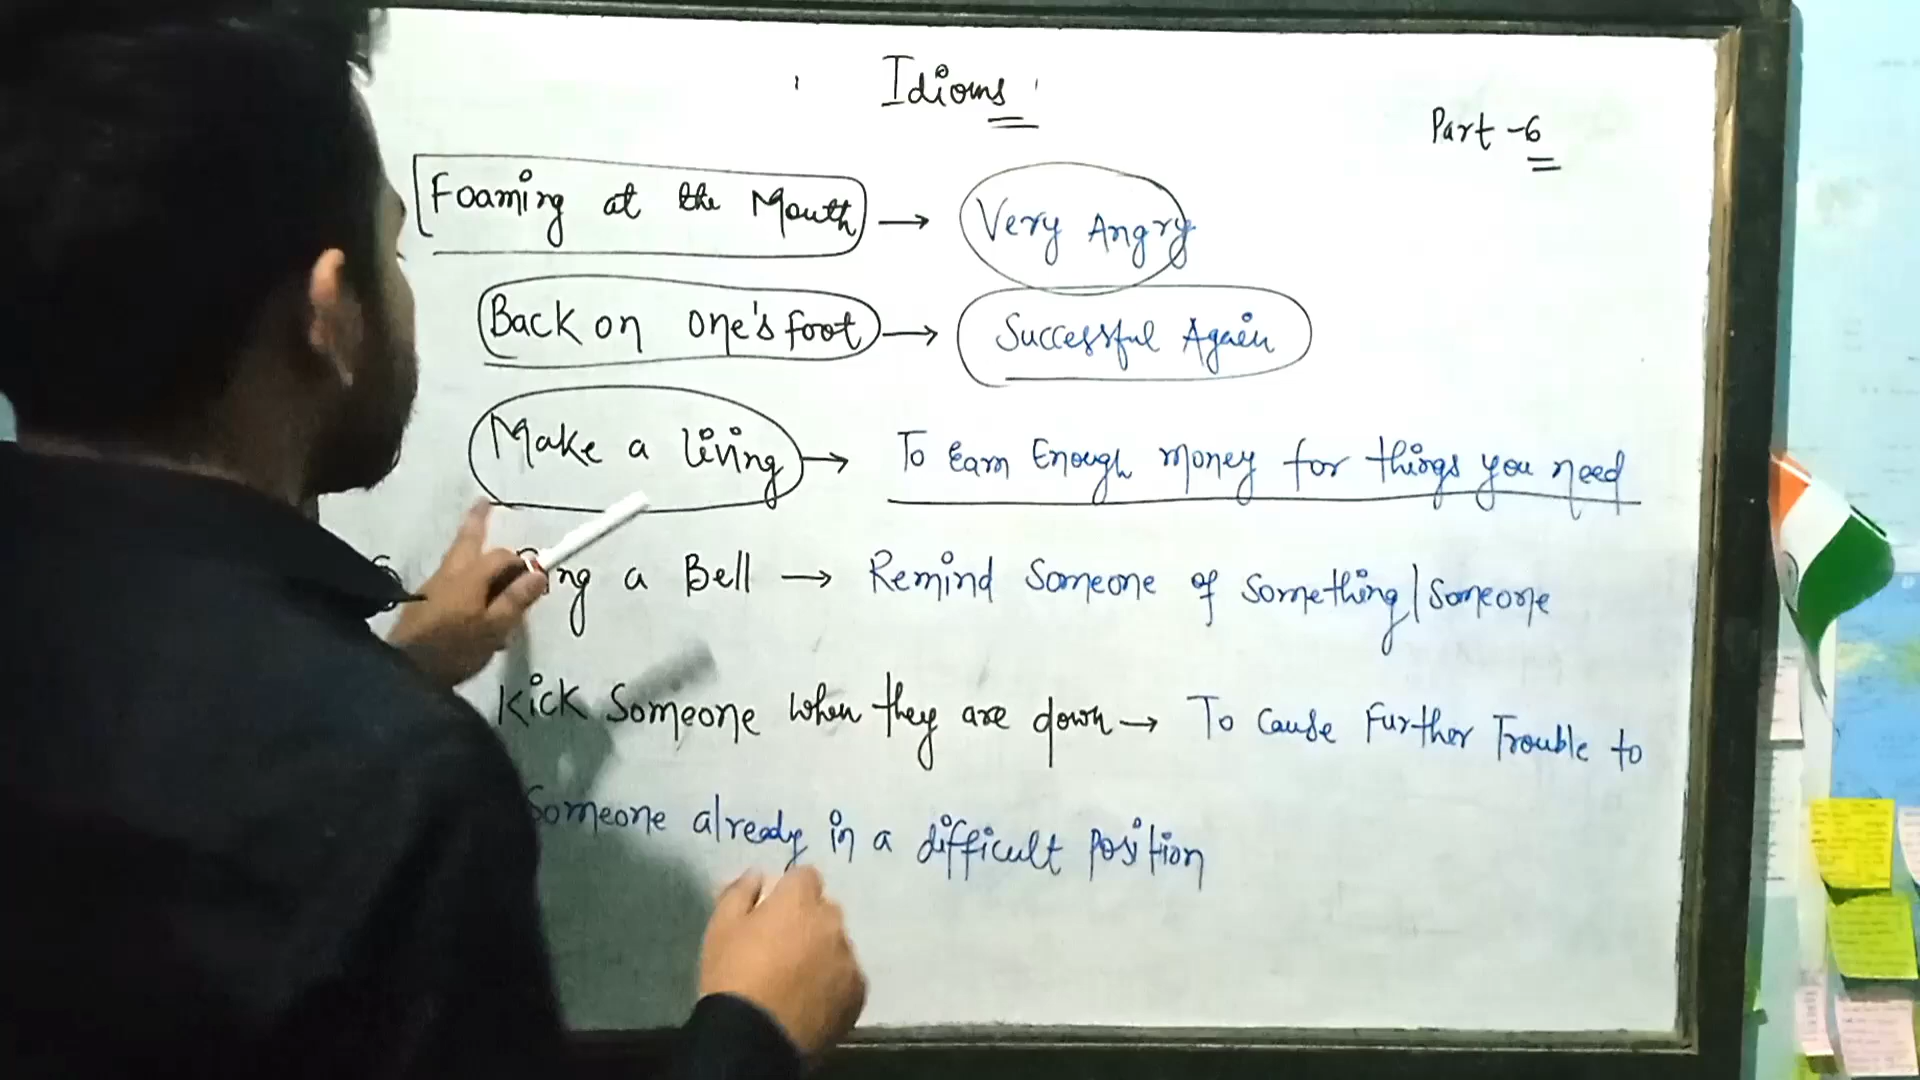 Idioms
Part -6
Foaming at the Mouth → Very Angry
Back on one's foot → Successful Again
Make a living → To Earn Enough money for things you need
a Bell → Remind Someone of something/someone
Kick Someone when they are down → To Cause Further Trouble to
Someone already in a difficult position